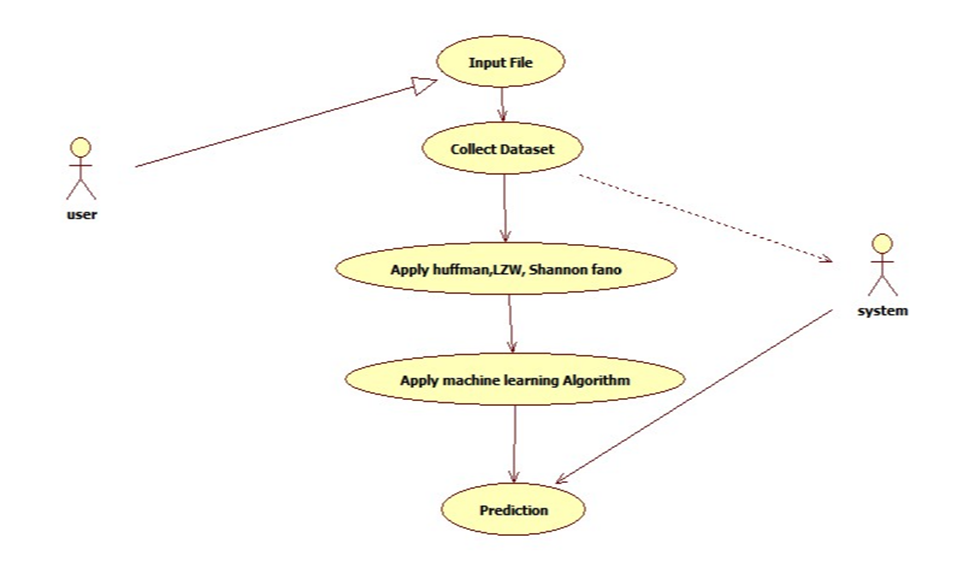 Input File
Collect Dataset
user
Apply huffman,LZW, Shannon fano
system
Apply machine learning Algorithm
Prediction